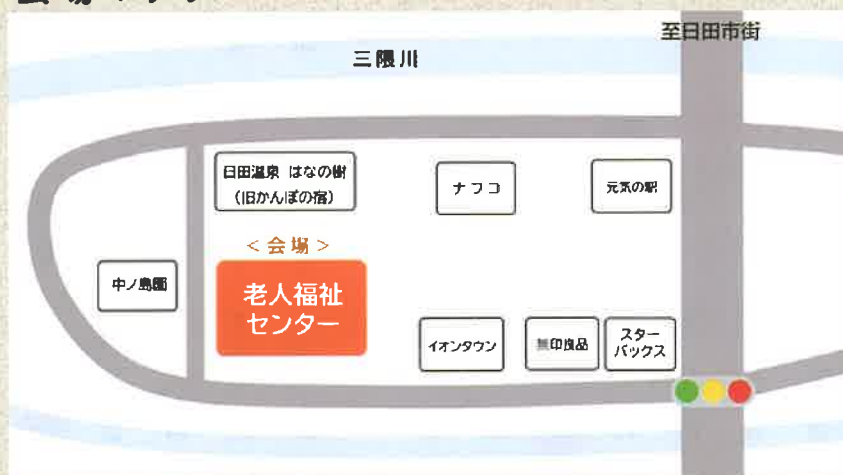 至日田市街
三隈川
日田温泉 はなの樹
(旧かんぽの宿)
ナフコ
元気の駅
<会場>
中ノ島園
老人福祉
センター
イオンタウン
無印良品
スター
バックス